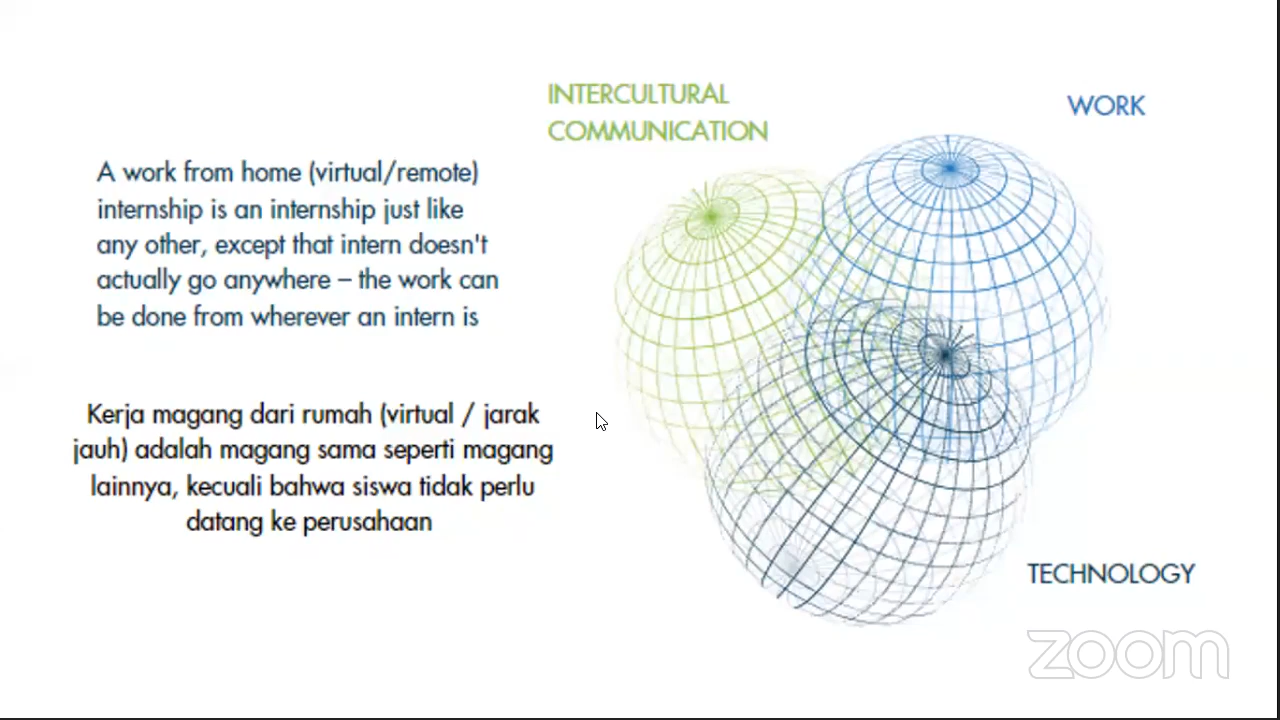 INTERCULTURAL
COMMUNICATION
WORK
A work from home (virtual/remote)
internship is an internship just like
any other, except that intern doesn't
actually go anywhere – the work can
be done from wherever an intern is
Kerja magang dari rumah (virtual / jarak
jauh) adalah magang sama seperti magang
lainnya, kecuali bahwa siswa tidak perlu
datang ke perusahaan
TECHNOLOGY
zoom